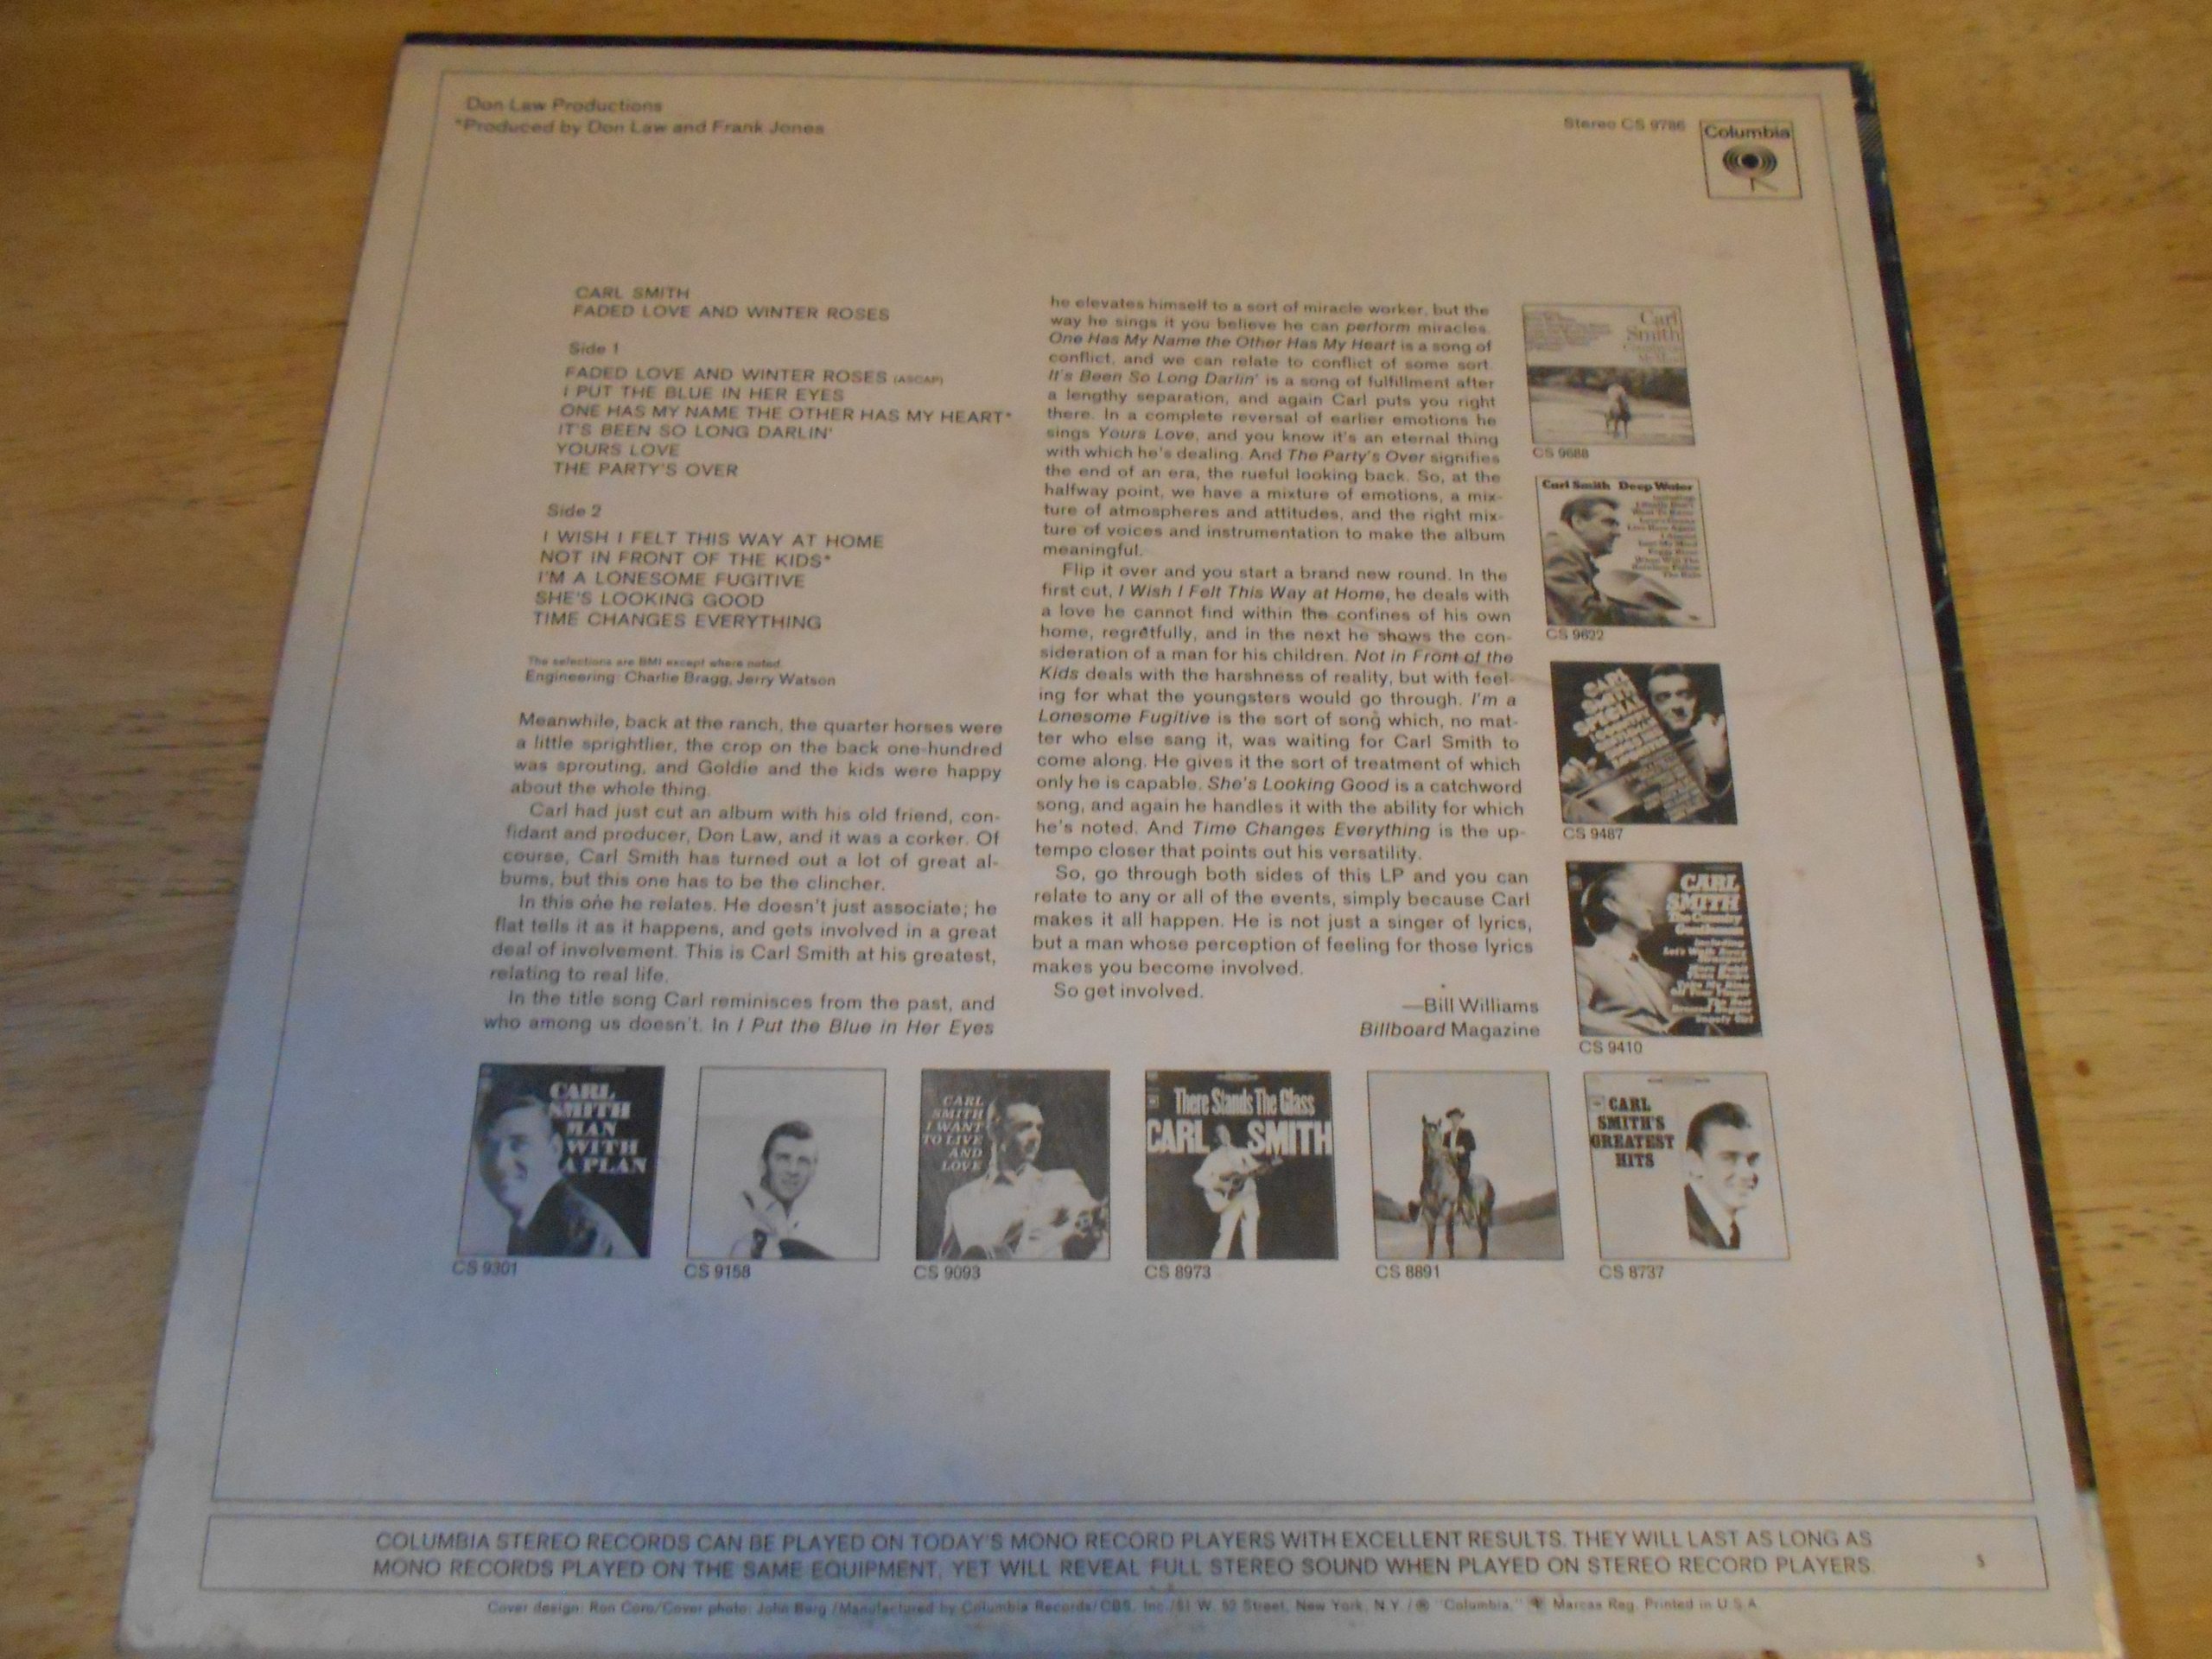 Don Law Productions
*Produced by Don Law and Frank Jones
Stereo CS 9786
Columbia
CARL SMITH
FADED LOVE AND WINTER ROSES
Side 1
FADED LOVE AND WINTER ROSES (ASCAP)
I PUT THE BLUE IN HER EYES
ONE HAS MY NAME THE OTHER HAS MY HEART*
IT'S BEEN SO LONG DARLIN'
YOURS LOVE
THE PARTY'S OVER
Side 2
I WISH I FELT THIS WAY AT HOME
NOT IN FRONT OF THE KIDS*
I'M A LONESOME FUGITIVE
SHE'S LOOKING GOOD
TIME CHANGES EVERYTHING
The selections are BMI except where noted.
Engineering: Charlie Bragg, Jerry Watson
Meanwhile, back at the ranch, the quarter horses were
a little sprightlier, the crop on the back one-hundred
was sprouting, and Goldie and the kids were happy
about the whole thing.
Carl had just cut an album with his old friend, con-
fidant and producer, Don Law, and it was a corker. Of
course, Carl Smith has turned out a lot of great al-
bums, but this one has to be the clincher.
In this one he relates. He doesn't just associate; he
flat tells it as it happens, and gets involved in a great
deal of involvement. This is Carl Smith at his greatest,
relating to real life.
In the title song Carl reminisces from the past, and
who among us doesn't. In I Put the Blue in Her Eyes
he elevates himself to a sort of miracle worker, but the
way he sings it you believe he can perform miracles.
One Has My Name the Other Has My Heart is a song of
conflict, and we can relate to conflict of some sort.
It's Been So Long Darlin' is a song of fulfillment after
a lengthy separation, and again Carl puts you right
there. In a complete reversal of earlier emotions he
sings Yours Love, and you know it's an eternal thing
with which he's dealing. And The Party's Over signifies
the end of an era, the rueful looking back. So, at the
halfway point, we have a mixture of emotions, a mix-
ture of atmospheres and attitudes, and the right mix-
ture of voices and instrumentation to make the album
meaningful.
Flip it over and you start a brand new round. In the
first cut, I Wish I Felt This Way at Home, he deals with
a love he cannot find within the confines of his own
home, regretfully, and in the next he shows the con-
sideration of a man for his children. Not in Front of the
Kids deals with the harshness of reality, but with feel-
ing for what the youngsters would go through. I'm a
Lonesome Fugitive is the sort of song which, no mat-
ter who else sang it, was waiting for Carl Smith to
come along. He gives it the sort of treatment of which
only he is capable. She's Looking Good is a catchword
song, and again he handles it with the ability for which
he's noted. And Time Changes Everything is the up-
tempo closer that points out his versatility.
So, go through both sides of this LP and you can
relate to any or all of the events, simply because Carl
makes it all happen. He is not just a singer of lyrics,
but a man whose perception of feeling for those lyrics
makes you become involved.
So get involved.
—Bill Williams
Billboard Magazine
Carl
Smith
CS 9688
Carl Smith Deep Water
CS 9622
CARL
SMITH
CS 9487
CARL
SMITH
The Country
Gentleman
including
CS 9410
CARL
SMITH
MAN
WITH
A PLAN
CS 9301
CS 9158
CARL
SMITH
I WANT
TO LIVE
AND
LOVE
CS 9093
There Stands The Glass
CARL SMITH
CS 8973
CS 8891
CARL
SMITH'S
GREATEST
HITS
CS 8737
COLUMBIA STEREO RECORDS CAN BE PLAYED ON TODAY'S MONO RECORD PLAYERS WITH EXCELLENT RESULTS. THEY WILL LAST AS LONG AS
MONO RECORDS PLAYED ON THE SAME EQUIPMENT, YET WILL REVEAL FULL STEREO SOUND WHEN PLAYED ON STEREO RECORD PLAYERS.
Cover design: Ron Coro/Cover photo: John Berg/Manufactured by Columbia Records/CBS, Inc./51 W. 52 Street, New York, N.Y./® "Columbia," Marcas Reg. Printed in U.S.A.